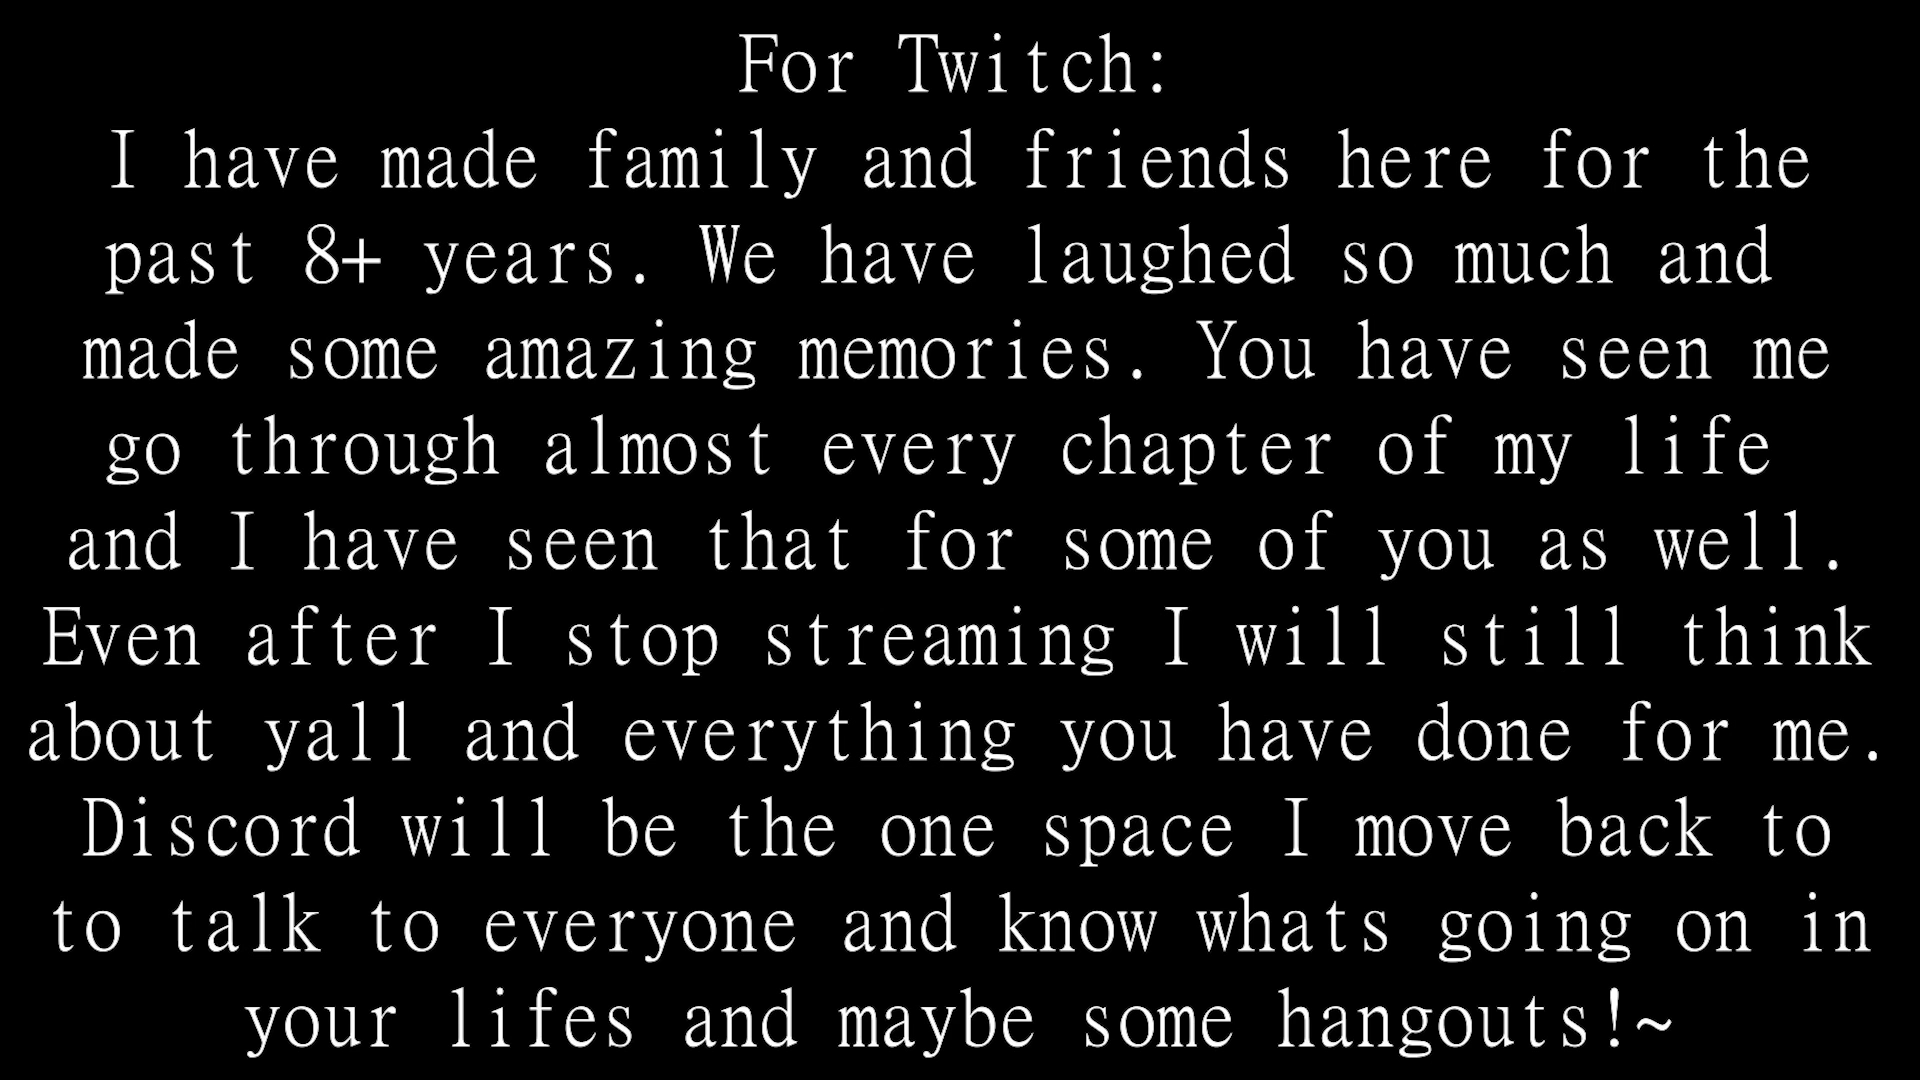 For Twitch:
I have made family and friends here for the
past 8+ years. We have laughed so much and
made some amazing memories. You have seen me
go through almost every chapter of my life
and I have seen that for some of you as well.
Even after I stop streaming I will still think
about yall and everything you have done for me.
Discord will be the one space I move back to
to talk to everyone and know whats going on in
your lifes and maybe some hangouts!~